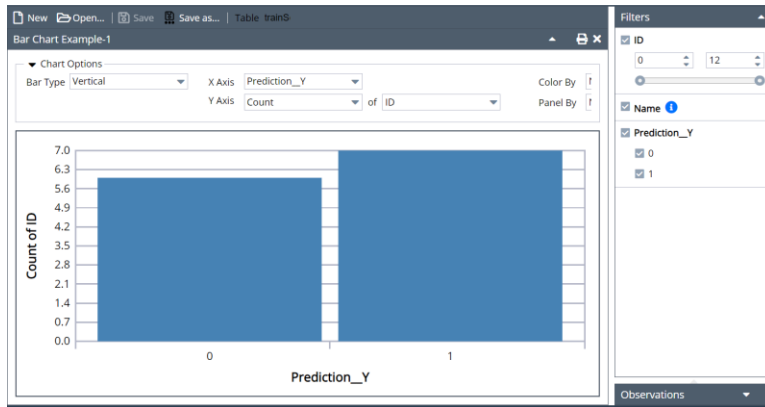 New Open... | Save Save as... | Table trainS
Bar Chart Example-1
Chart Options
Bar Type Vertical X Axis Prediction__Y Color By
Y Axis Count of ID Panel By
7.0
6.3
5.6
4.9
4.2
3.5
2.8
2.1
1.4
0.7
0.0
Count of ID
0 1
Prediction__Y
Filters
ID
0 12
Name
Prediction__Y
0
1
Observations